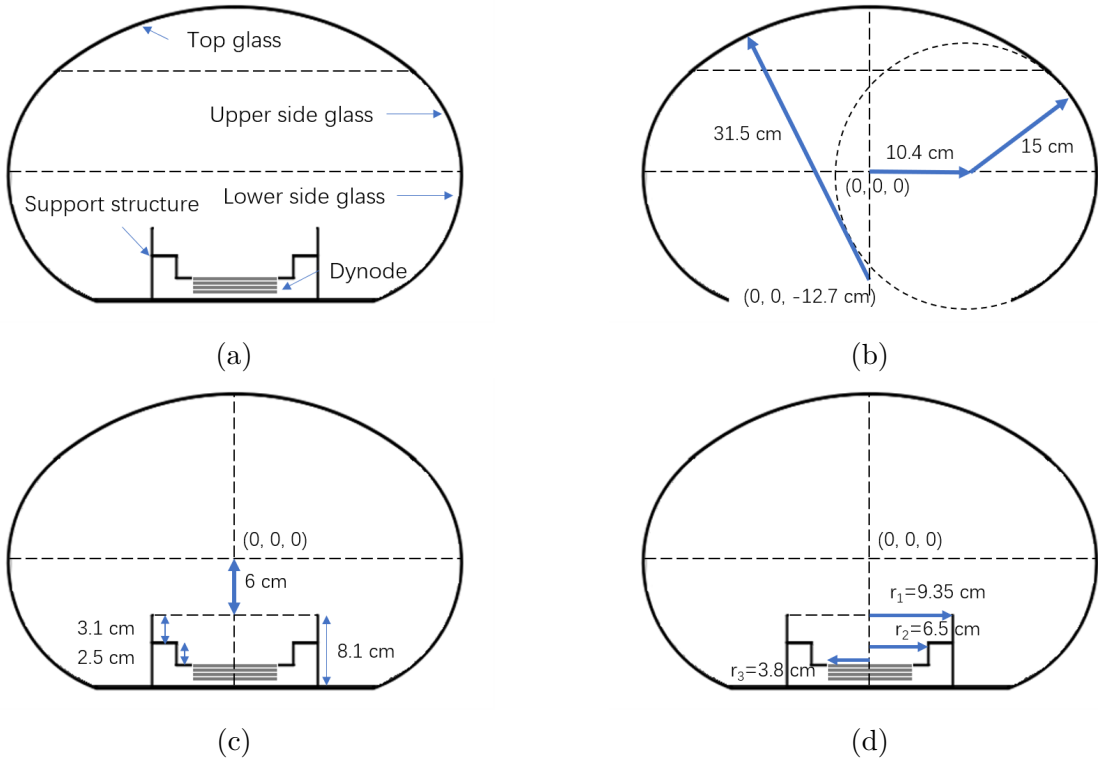 Top glass
Upper side glass
Lower side glass
Support structure
Dynode
(a)
31.5 cm
10.4 cm
15 cm
(0, 0, 0)
(0, 0, -12.7 cm)
(b)
(0, 0, 0)
6 cm
3.1 cm
2.5 cm
8.1 cm
(c)
(0, 0, 0)
r₁=9.35 cm
r₂=6.5 cm
r₃=3.8 cm
(d)